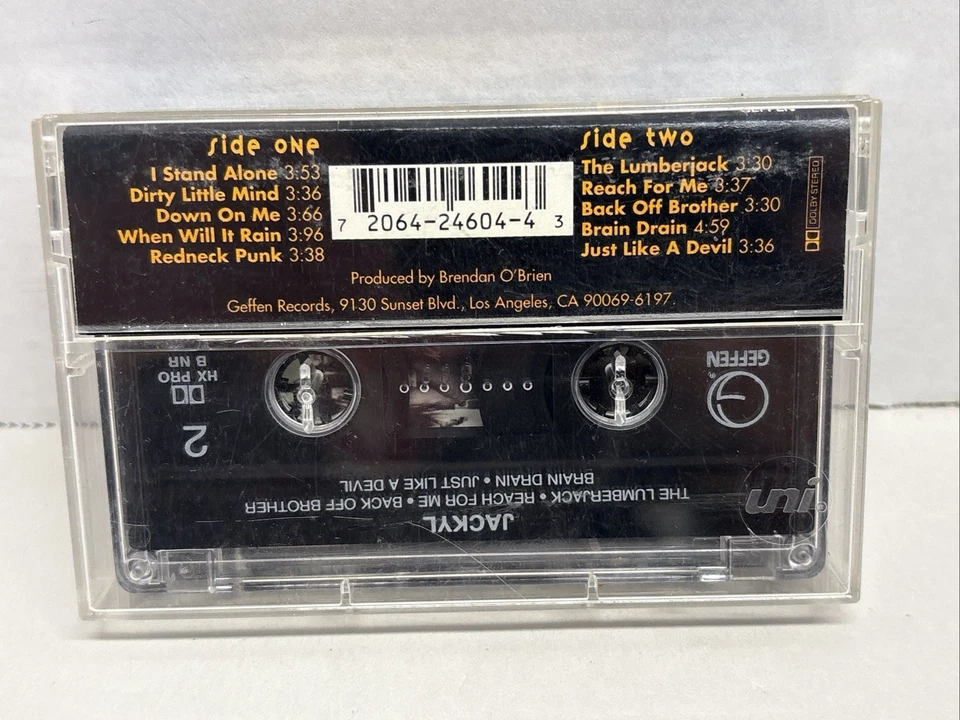 GEFFEN
side one
I Stand Alone 3:53
Dirty Little Mind 3:36
Down On Me 3:66
When Will It Rain 3:96
Redneck Punk 3:38
7 2064-24604-4 3
side two
The Lumberjack 3:30
Reach For Me 3:37
Back Off Brother 3:30
Brain Drain 4:59
Just Like A Devil 3:36
DOLBY STEREO
Produced by Brendan O'Brien
Geffen Records, 9130 Sunset Blvd., Los Angeles, CA 90069-6197.
JACKYL
THE LUMBERJACK • REACH FOR ME • BACK OFF BROTHER
BRAIN DRAIN • JUST LIKE A DEVIL
2
HX PRO
B NR
GEFFEN
uni